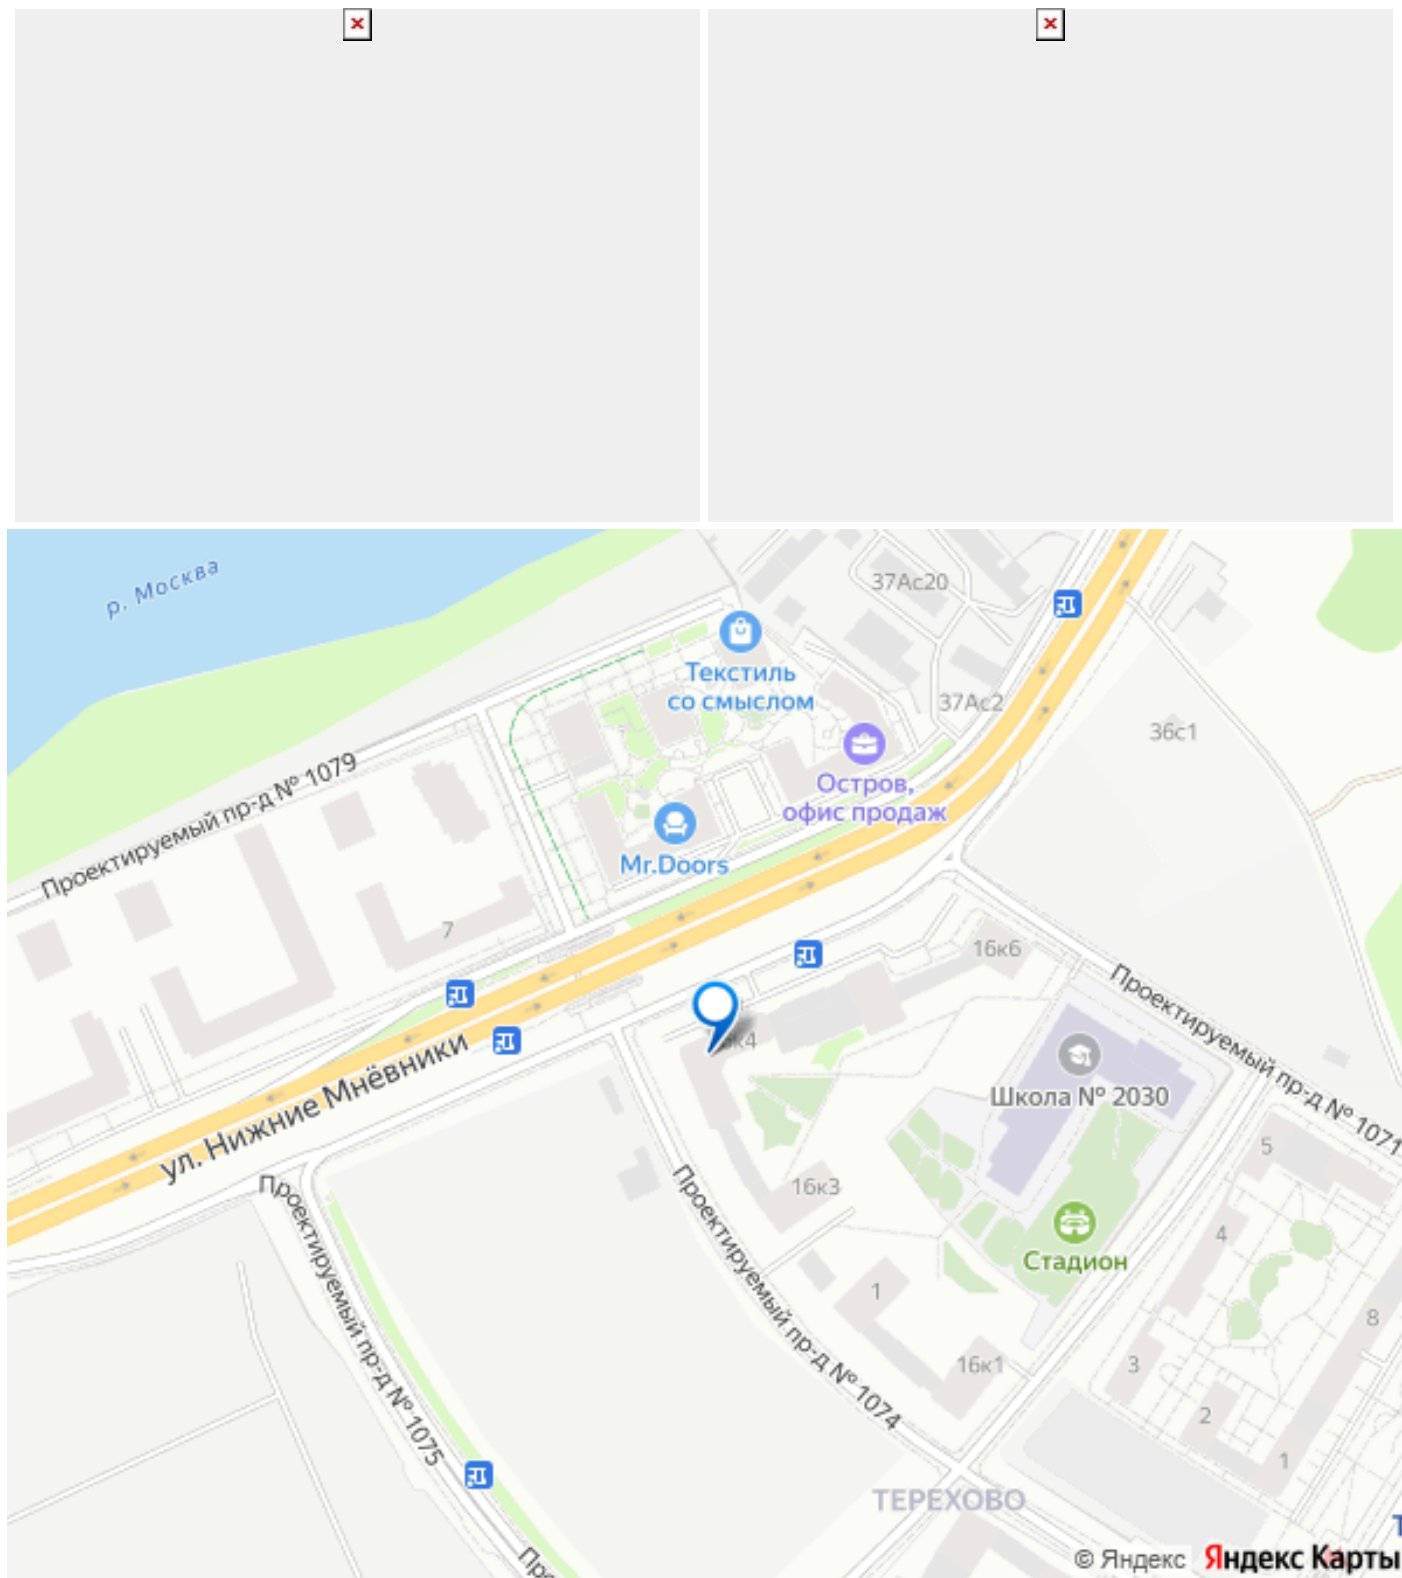 р. Москва
37Ас20
Текстиль
со смыслом
37Ас2
36с1
Остров,
офис продаж
Проектируемый пр-д № 1079
Mr.Doors
7
16к6
Проектируемый пр-д № 1071
ул. Нижние Мнёвники
Школа № 2030
5
Проектируемый пр-д № 1075
Проектируемый пр-д № 1074
16к3
4
Стадион
1
8
16к1
3
2
1
ТЕРЕХОВО
© Яндекс Яндекс Карты